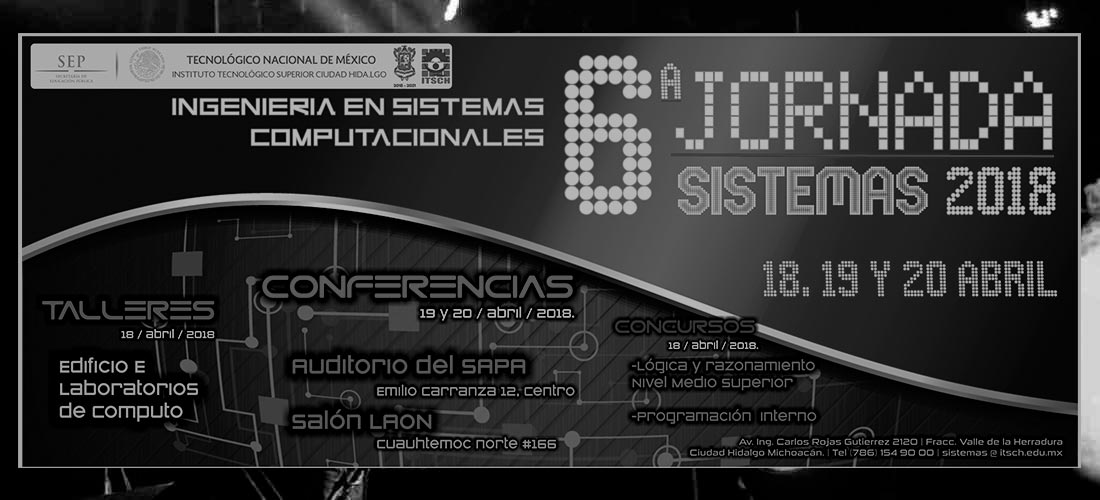 SEP
SECRETARÍA DE
EDUCACIÓN PÚBLICA
TECNOLÓGICO NACIONAL DE MÉXICO
INSTITUTO TECNOLÓGICO SUPERIOR CIUDAD HIDALGO
2015 - 2021
ITSCH
INGENIERIA EN SISTEMAS
COMPUTACIONALES
6A JORNADA
SISTEMAS 2018
18, 19 Y 20 ABRIL
TALLERES
18 / abril / 2018
Edificio E
Laboratorios
de computo
CONFERENCIAS
19 y 20 / abril / 2018.
Auditorio del SAPA
Emilio Carranza 12, centro
Salón LAON
cuauhtemoc norte #166
CONCURSOS
18 / abril / 2018.
-Lógica y razonamiento
Nivel Medio Superior
-Programación interno
Av. Ing. Carlos Rojas Gutierrez 2120 | Fracc. Valle de la Herradura
Ciudad Hidalgo Michoacán. | Tel (786) 154 90 00 | sistemas @ itsch.edu.mx